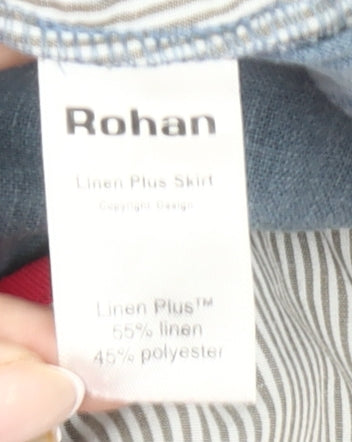 Rohan
Linen Plus Skirt
Copyright Design
Linen Plus™
55% linen
45% polyester